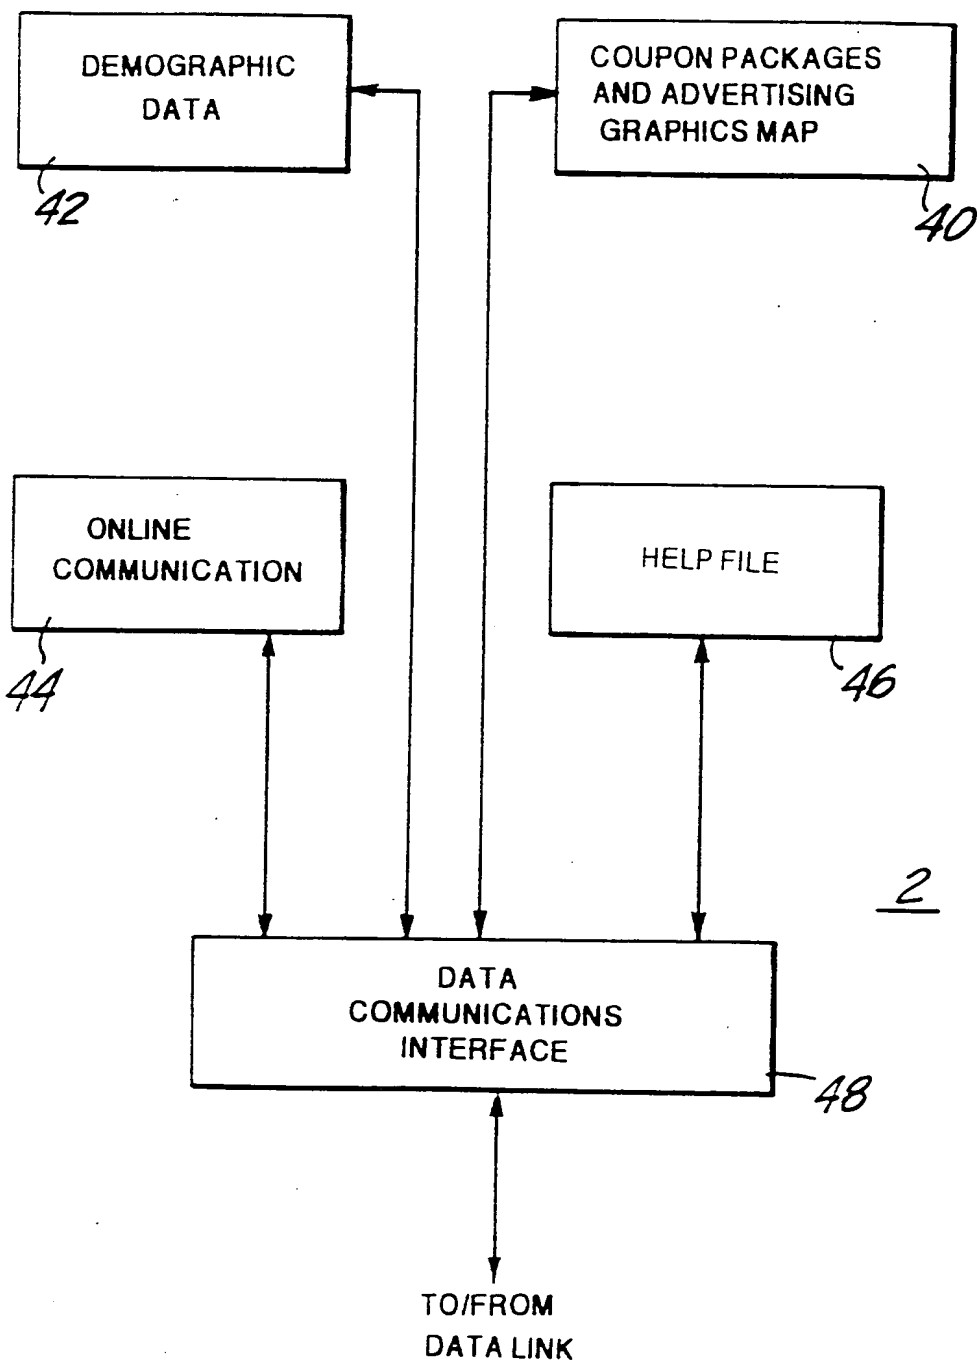 DEMOGRAPHIC
DATA
42
COUPON PACKAGES
AND ADVERTISING
GRAPHICS MAP
40
ONLINE
COMMUNICATION
44
HELP FILE
46
2
DATA
COMMUNICATIONS
INTERFACE
48
TO/FROM
DATA LINK